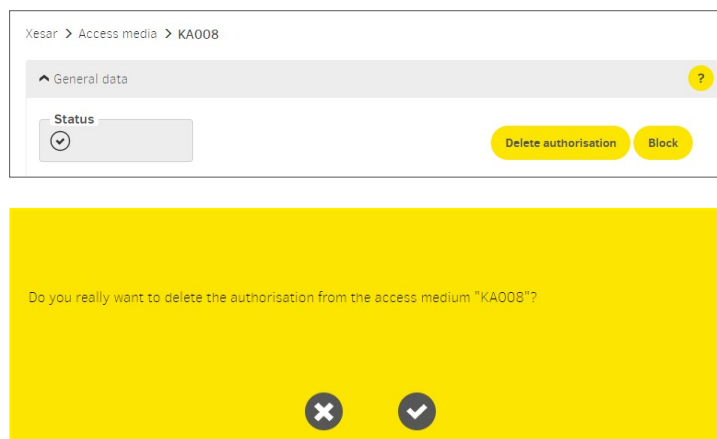 Xesar > Access media > KA008
General data
?
Status
Delete authorisation
Block
Do you really want to delete the authorisation from the access medium "KA008"?